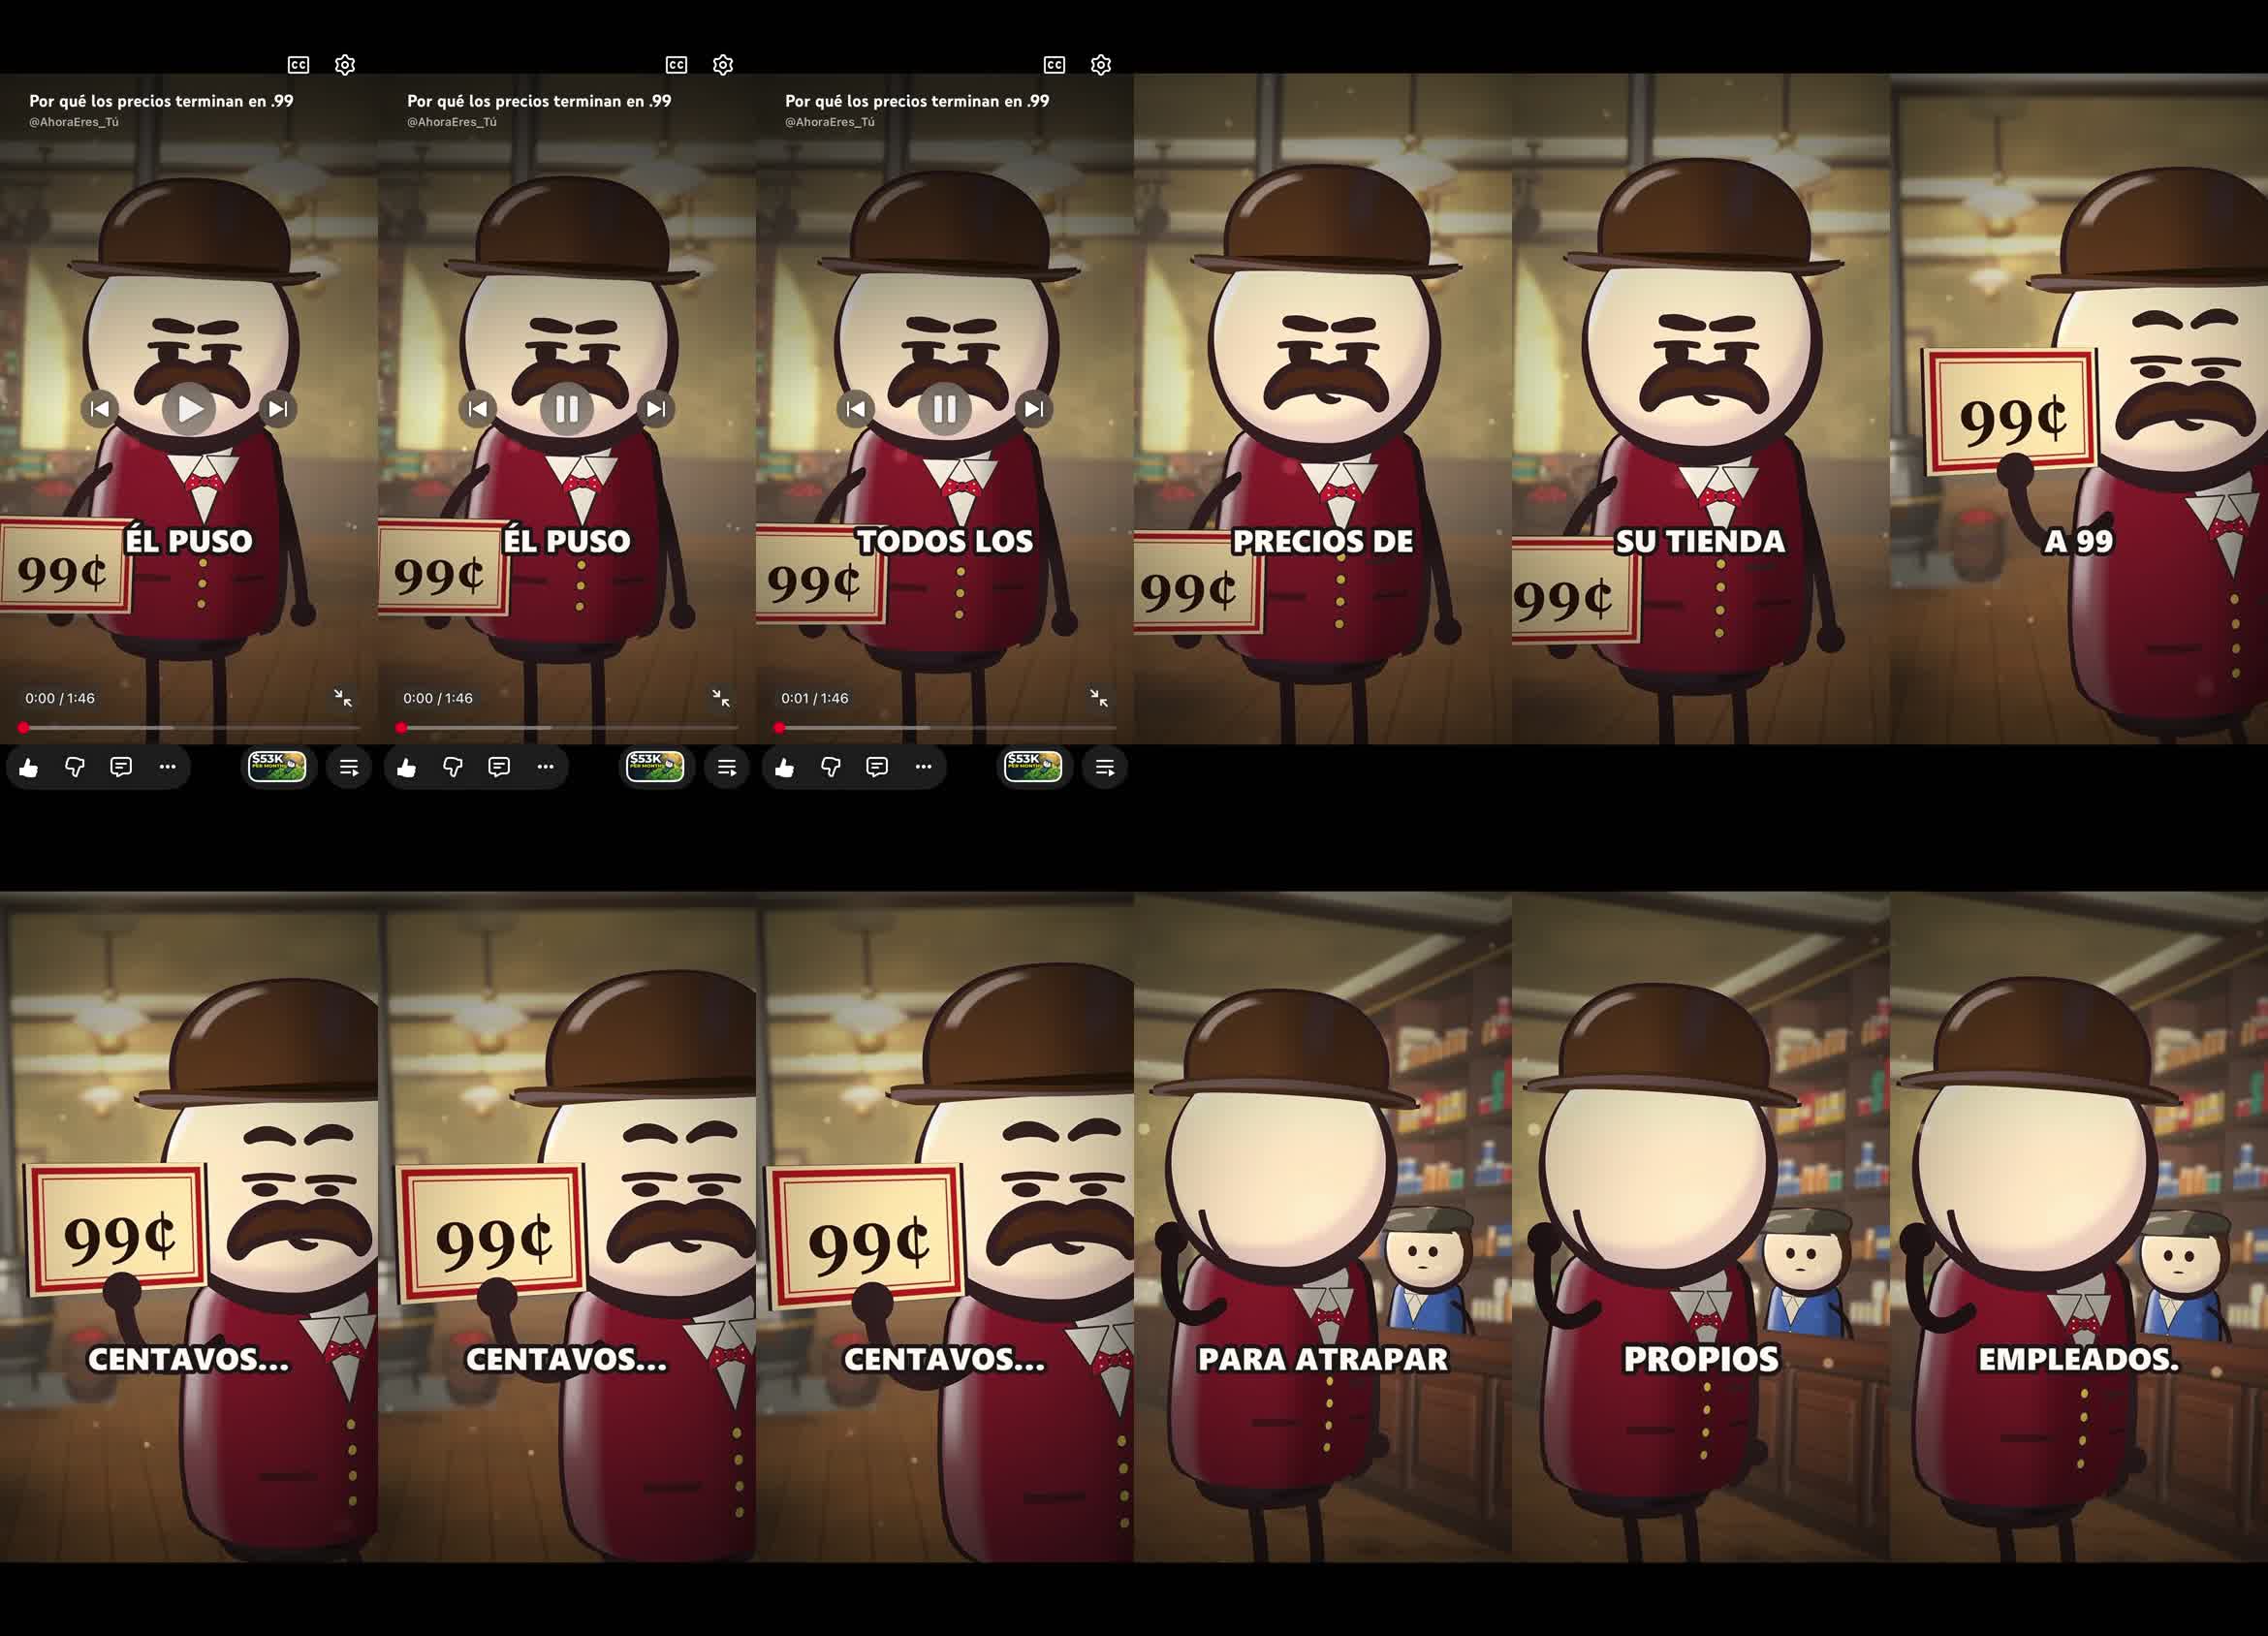 Por qué los precios terminan en .99
@AhoraEres_Tú
99¢
ÉL PUSO
0:00 / 1:46
$53K
Por qué los precios terminan en .99
@AhoraEres_Tú
99¢
ÉL PUSO
0:00 / 1:46
$53K
Por qué los precios terminan en .99
@AhoraEres_Tú
99¢
TODOS LOS
0:01 / 1:46
$53K
99¢
PRECIOS DE
99¢
SU TIENDA
99¢
A 99
99¢
CENTAVOS...
99¢
CENTAVOS...
99¢
CENTAVOS...
PARA ATRAPAR
PROPIOS
EMPLEADOS.